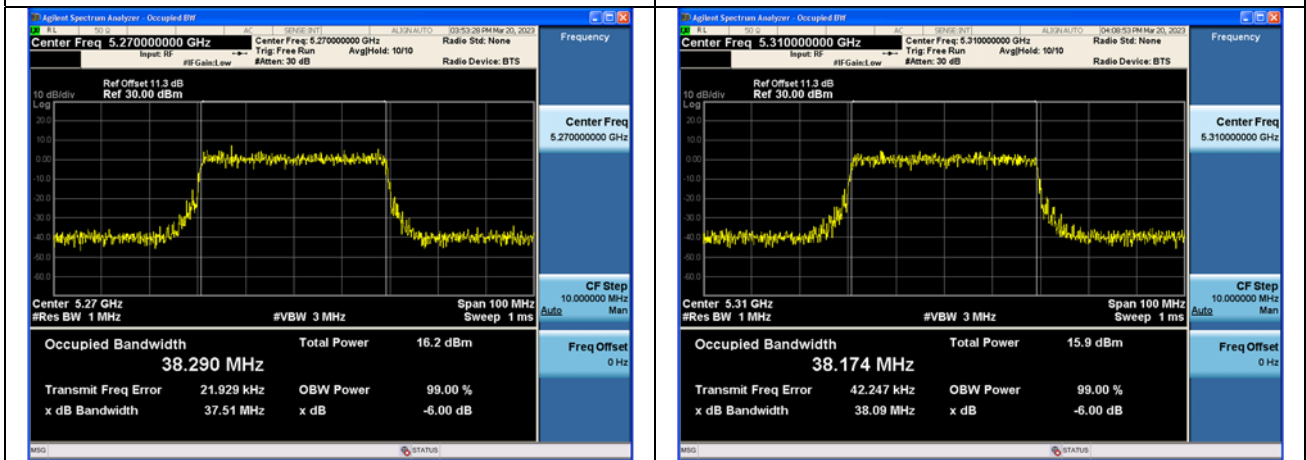 Agilent Spectrum Analyzer - Occupied BW
RL 50 Ω AC SENSE:INT ALIGN AUTO 03:53:28 PM Mar 20, 2023
Center Freq 5.270000000 GHz
Center Freq: 5.270000000 GHz
Radio Std: None
Input: RF
Trig: Free Run Avg|Hold: 10/10
#IFGain:Low
#Atten: 30 dB
Radio Device: BTS
Frequency
Ref Offset 11.3 dB
10 dB/div Ref 30.00 dBm
Log
20.0
10.0
0.00
-10.0
-20.0
-30.0
-40.0
-50.0
-60.0
Center Freq
5.270000000 GHz
Center 5.27 GHz
Span 100 MHz
#Res BW 1 MHz
#VBW 3 MHz
Sweep 1 ms
CF Step
10.000000 MHz
Auto Man
Occupied Bandwidth
Total Power 16.2 dBm
38.290 MHz
Transmit Freq Error 21.929 kHz OBW Power 99.00 %
x dB Bandwidth 37.51 MHz x dB -6.00 dB
Freq Offset
0 Hz
MSG
STATUS
Agilent Spectrum Analyzer - Occupied BW
RL 50 Ω AC SENSE:INT ALIGN AUTO 04:08:53 PM Mar 20, 2023
Center Freq 5.310000000 GHz
Center Freq: 5.310000000 GHz
Radio Std: None
Input: RF
Trig: Free Run Avg|Hold: 10/10
#IFGain:Low
#Atten: 30 dB
Radio Device: BTS
Frequency
Ref Offset 11.3 dB
10 dB/div Ref 30.00 dBm
Log
20.0
10.0
0.00
-10.0
-20.0
-30.0
-40.0
-50.0
-60.0
Center Freq
5.310000000 GHz
Center 5.31 GHz
Span 100 MHz
#Res BW 1 MHz
#VBW 3 MHz
Sweep 1 ms
CF Step
10.000000 MHz
Auto Man
Occupied Bandwidth
Total Power 15.9 dBm
38.174 MHz
Transmit Freq Error 42.247 kHz OBW Power 99.00 %
x dB Bandwidth 38.09 MHz x dB -6.00 dB
Freq Offset
0 Hz
MSG
STATUS